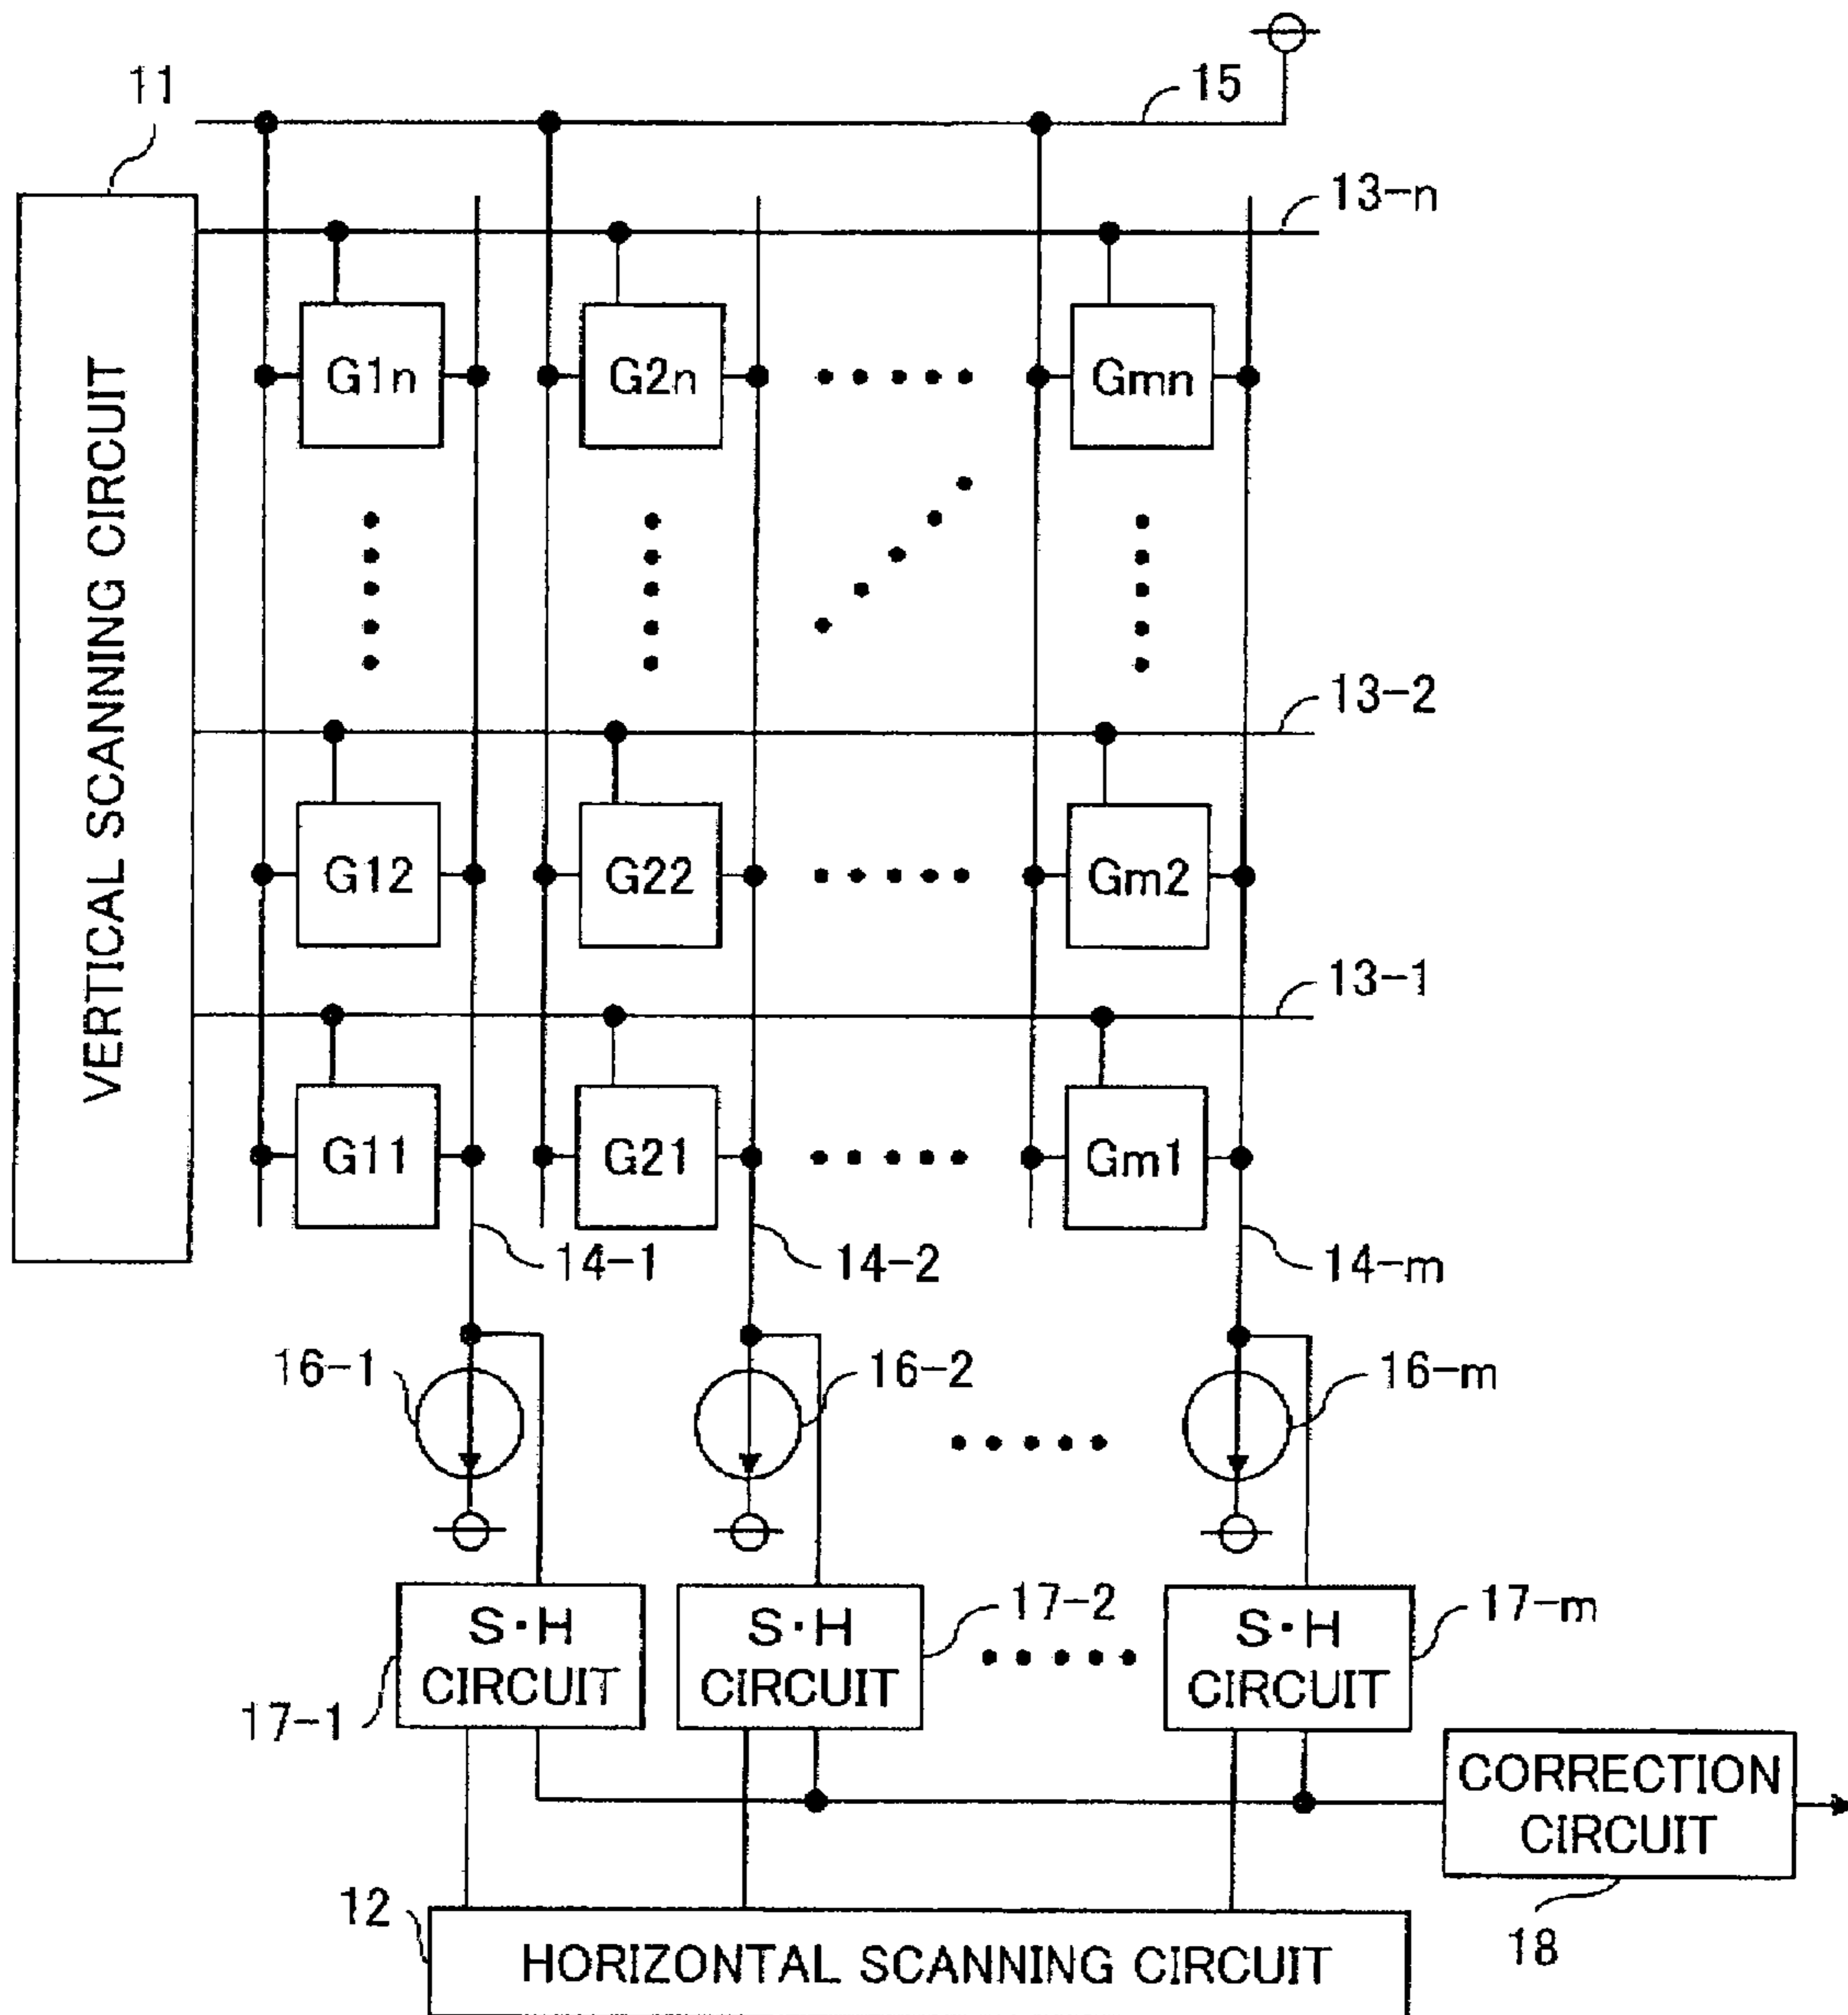 11
15
13-n
G1n
G2n
Gmn
VERTICAL SCANNING CIRCUIT
13-2
G12
G22
Gm2
13-1
G11
G21
Gm1
14-1
14-2
14-m
16-1
16-2
16-m
S·H
CIRCUIT
17-1
S·H
CIRCUIT
17-2
S·H
CIRCUIT
17-m
CORRECTION
CIRCUIT
18
12
HORIZONTAL SCANNING CIRCUIT